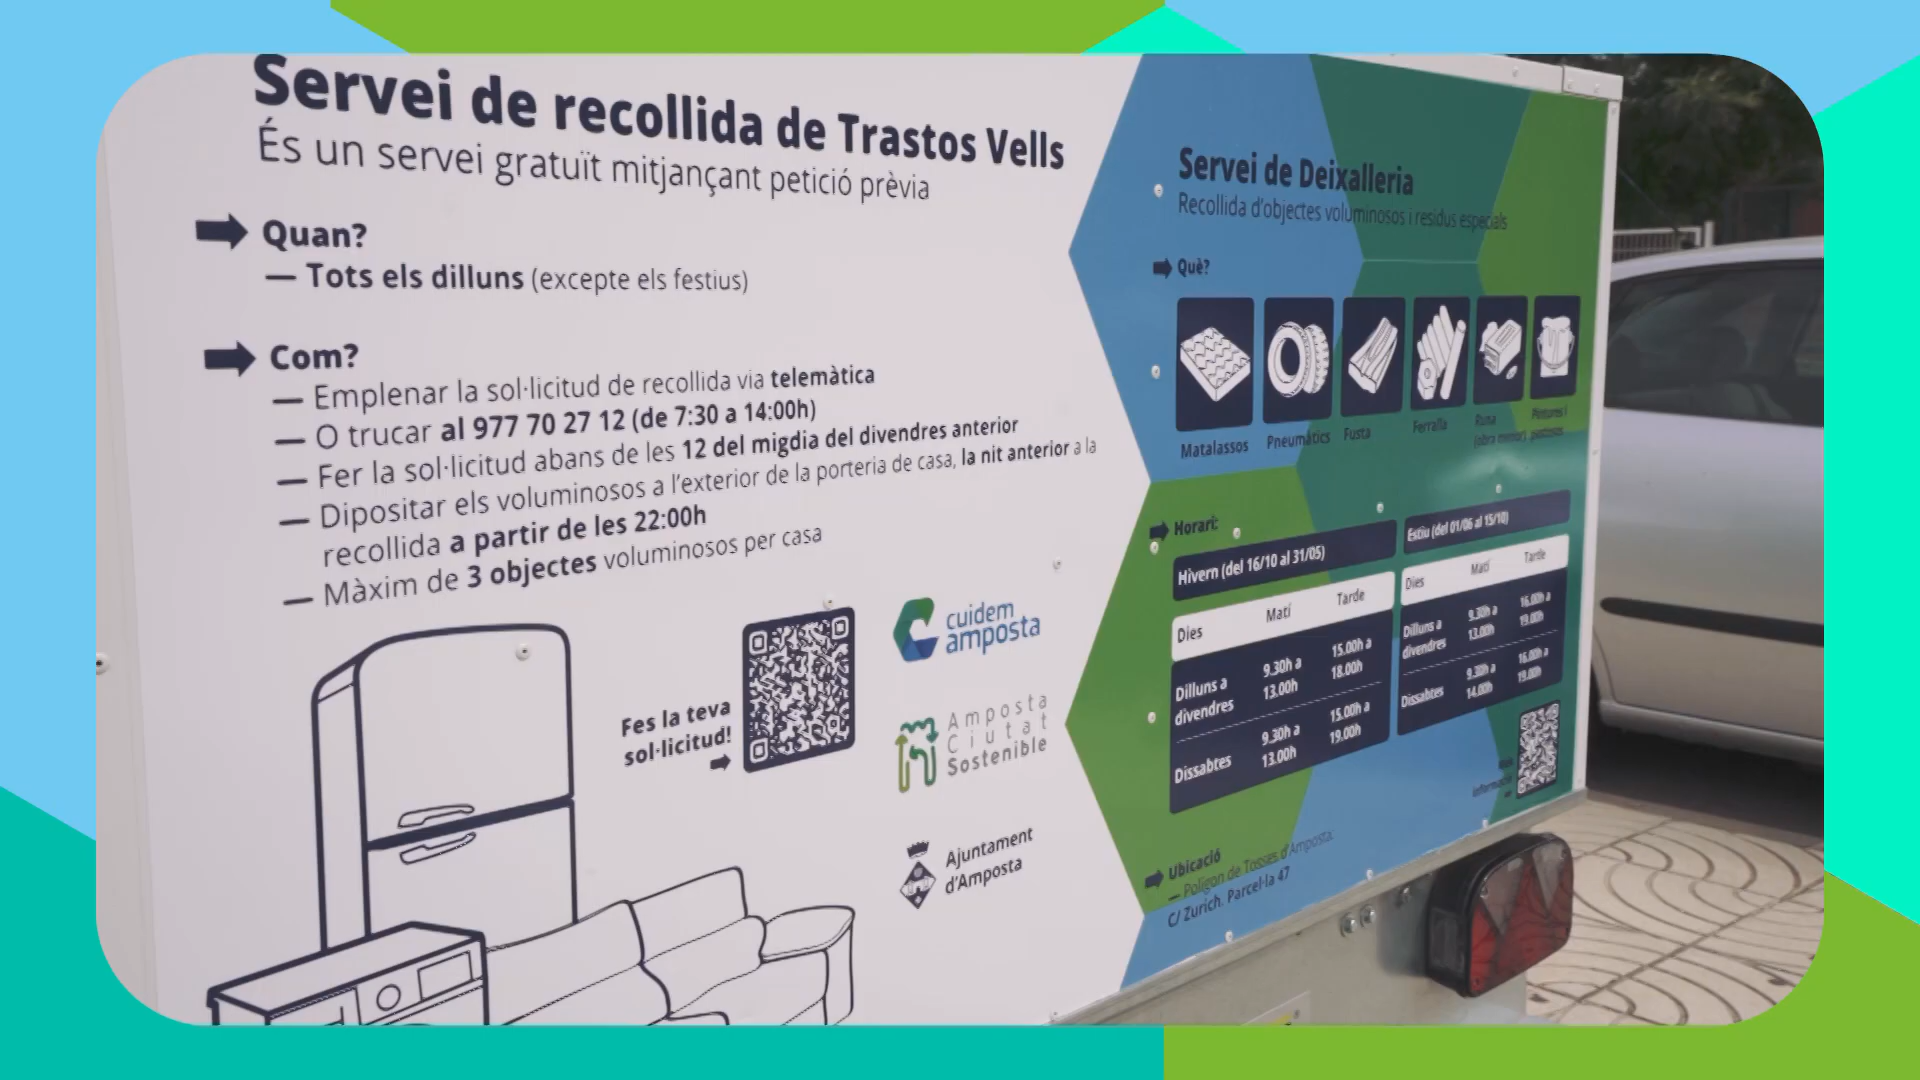 Servei de recollida de Trastos Vells
És un servei gratuït mitjançant petició prèvia
Quan?
— Tots els dilluns (excepte els festius)
Com?
— Emplenar la sol·licitud de recollida via telemàtica
— O trucar al 977 70 27 12 (de 7:30 a 14:00h)
— Fer la sol·licitud abans de les 12 del migdia del divendres anterior
— Dipositar els voluminosos a l'exterior de la porteria de casa, la nit anterior a la
recollida a partir de les 22:00h
— Màxim de 3 objectes voluminosos per casa
Fes la teva
sol·licitud!
cuidem
amposta
Amposta
Ciutat
Sostenible
Ajuntament
d'Amposta
Servei de Deixalleria
Recollida d'objectes voluminosos i residus especials
Què?
Matalassos
Pneumàtics
Fusta
Ferralla
Runa
(obra menor)
Pintures i
Horari:
Hivern (del 16/10 al 31/05)
Dies Matí Tarde
Dilluns a divendres 9.30h a 13.00h 15.00h a 18.00h
Dissabtes 9.30h a 13.00h 15.00h a 19.00h
Estiu (del 01/06 al 15/10)
Dies Matí Tarde
Dilluns a divendres 9.30h a 13.00h 16.00h a 19.00h
Dissabtes 9.30h a 14.00h 16.00h a 19.00h
informació
Ubicació
— Polígon de Tosses d'Amposta.
C/ Zurich. Parcel·la 47